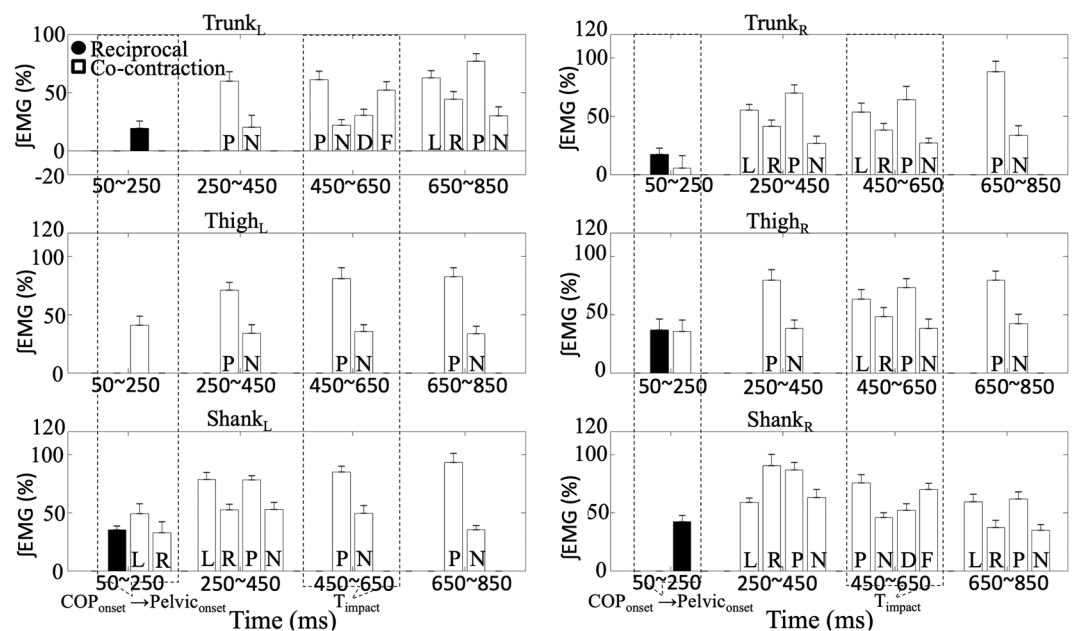 Trunk_L
100
● Reciprocal
□ Co-contraction
50
0
-20
∫EMG (%)
P N
P N D F
L R P N
50~250 250~450 450~650 650~850
Thigh_L
120
100
50
0
∫EMG (%)
P N
P N
P N
50~250 250~450 450~650 650~850
Shank_L
120
100
50
0
∫EMG (%)
L R
L R P N
P N
P N
50~250 250~450 450~650 650~850
COP_onset →Pelvic_onset
T_impact
Time (ms)
Trunk_R
120
100
50
0
∫EMG (%)
L R P N
L R P N
P N
50~250 250~450 450~650 650~850
Thigh_R
120
100
50
0
∫EMG (%)
P N
L R P N
P N
50~250 250~450 450~650 650~850
Shank_R
120
100
50
0
∫EMG (%)
L R P N
P N D F
L R P N
50~250 250~450 450~650 650~850
COP_onset →Pelvic_onset
T_impact
Time (ms)